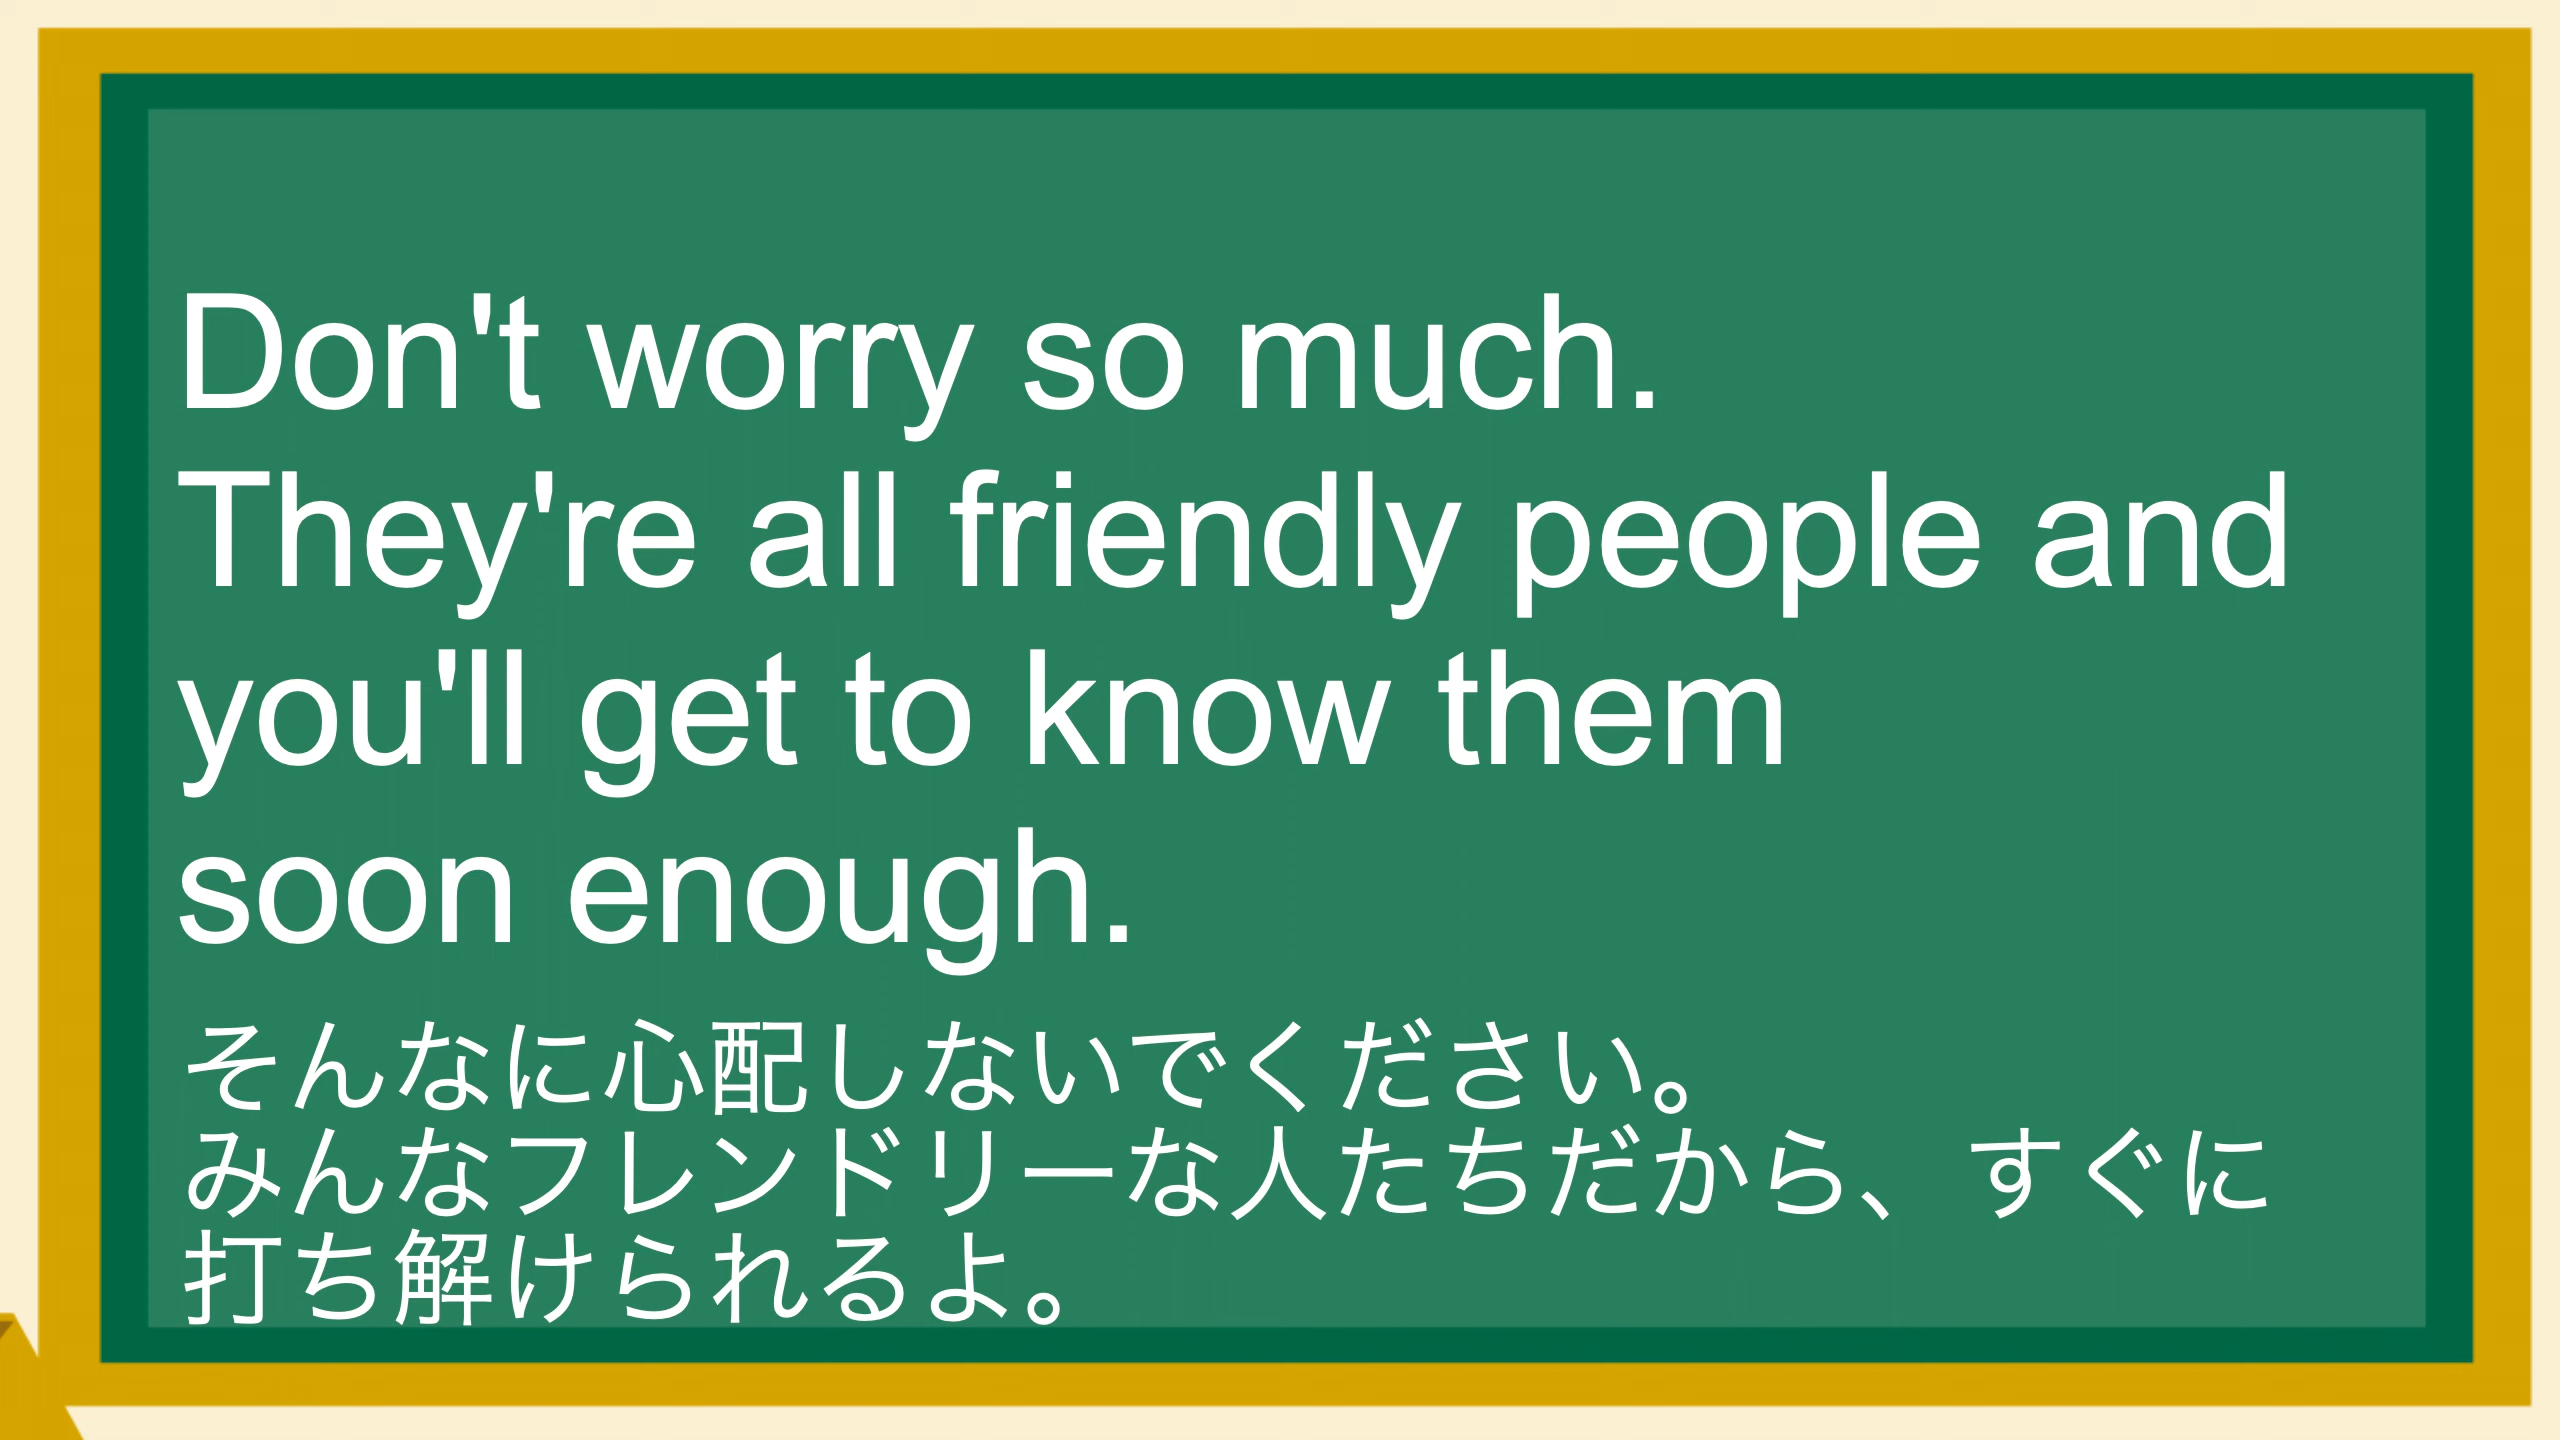 Don't worry so much.
They're all friendly people and
you'll get to know them
soon enough.
そんなに心配しないでください。
みんなフレンドリーな人たちだから、すぐに
打ち解けられるよ。